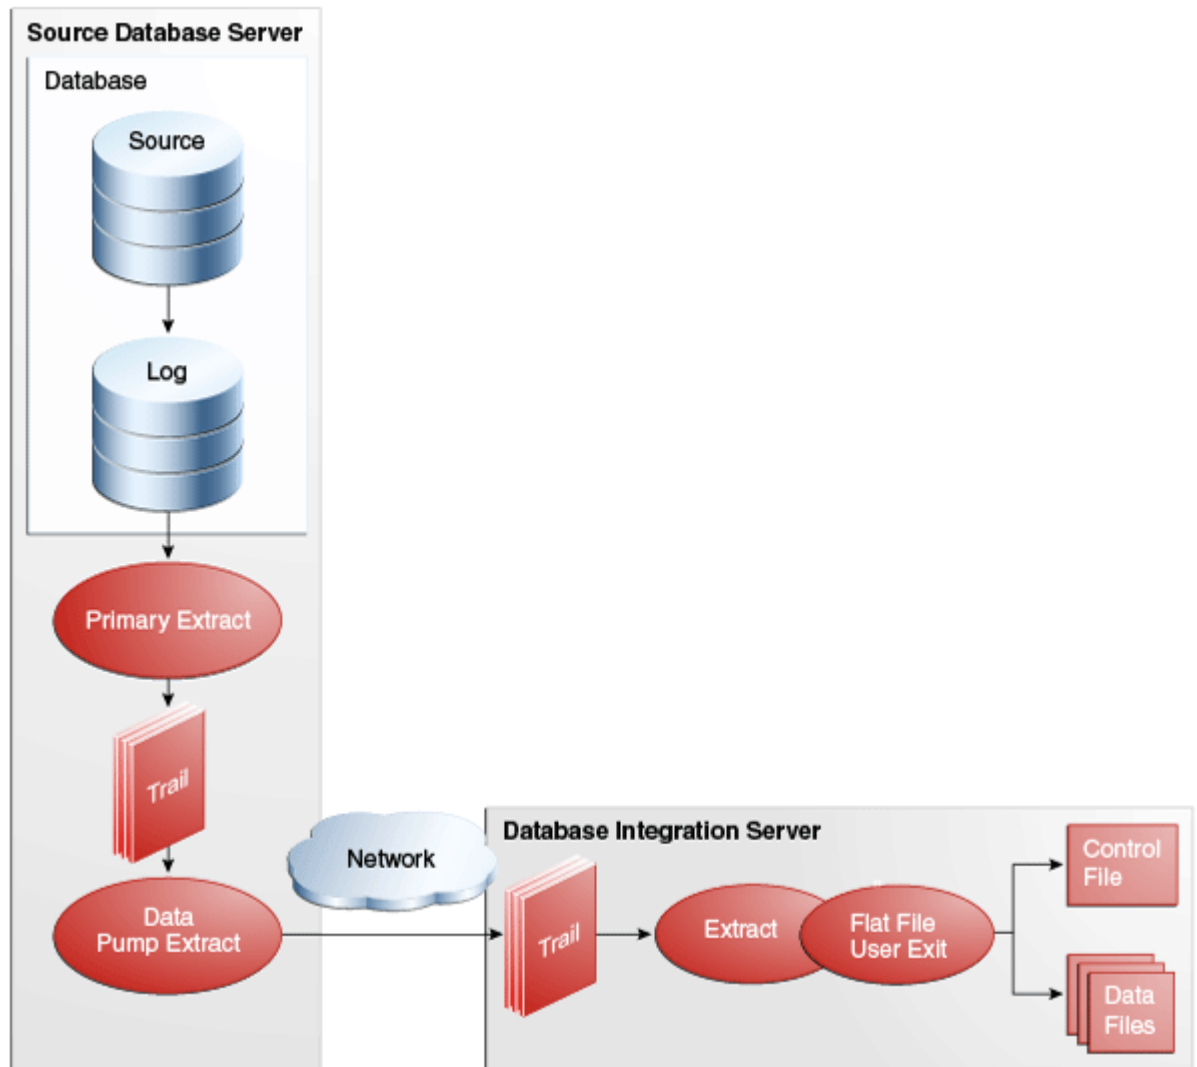 Source Database Server
Database
Source
Log
Primary Extract
Trail
Data
Pump Extract
Network
Database Integration Server
Trail
Extract
Flat File
User Exit
Control
File
Data
Files